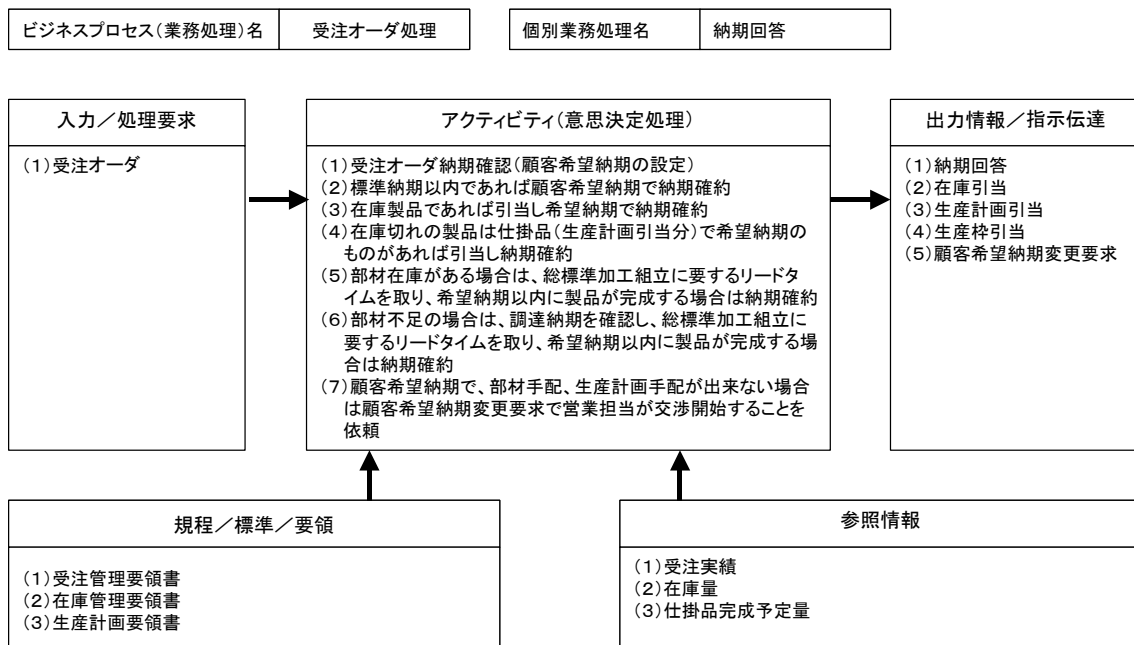 ビジネスプロセス(業務処理)名
受注オーダ処理
個別業務処理名
納期回答
入力/処理要求
(1)受注オーダ
アクティビティ(意思決定処理)
(1)受注オーダ納期確認(顧客希望納期の設定)
(2)標準納期以内であれば顧客希望納期で納期確約
(3)在庫製品であれば引当し希望納期で納期確約
(4)在庫切れの製品は仕掛品(生産計画引当分)で希望納期の
ものがあれば引当し納期確約
(5)部材在庫がある場合は、総標準加工組立に要するリードタ
イムを取り、希望納期以内に製品が完成する場合は納期確約
(6)部材不足の場合は、調達納期を確認し、総標準加工組立に
要するリードタイムを取り、希望納期以内に製品が完成する場
合は納期確約
(7)顧客希望納期で、部材手配、生産計画手配が出来ない場合
は顧客希望納期変更要求で営業担当が交渉開始することを
依頼
出力情報/指示伝達
(1)納期回答
(2)在庫引当
(3)生産計画引当
(4)生産枠引当
(5)顧客希望納期変更要求
規程/標準/要領
(1)受注管理要領書
(2)在庫管理要領書
(3)生産計画要領書
参照情報
(1)受注実績
(2)在庫量
(3)仕掛品完成予定量